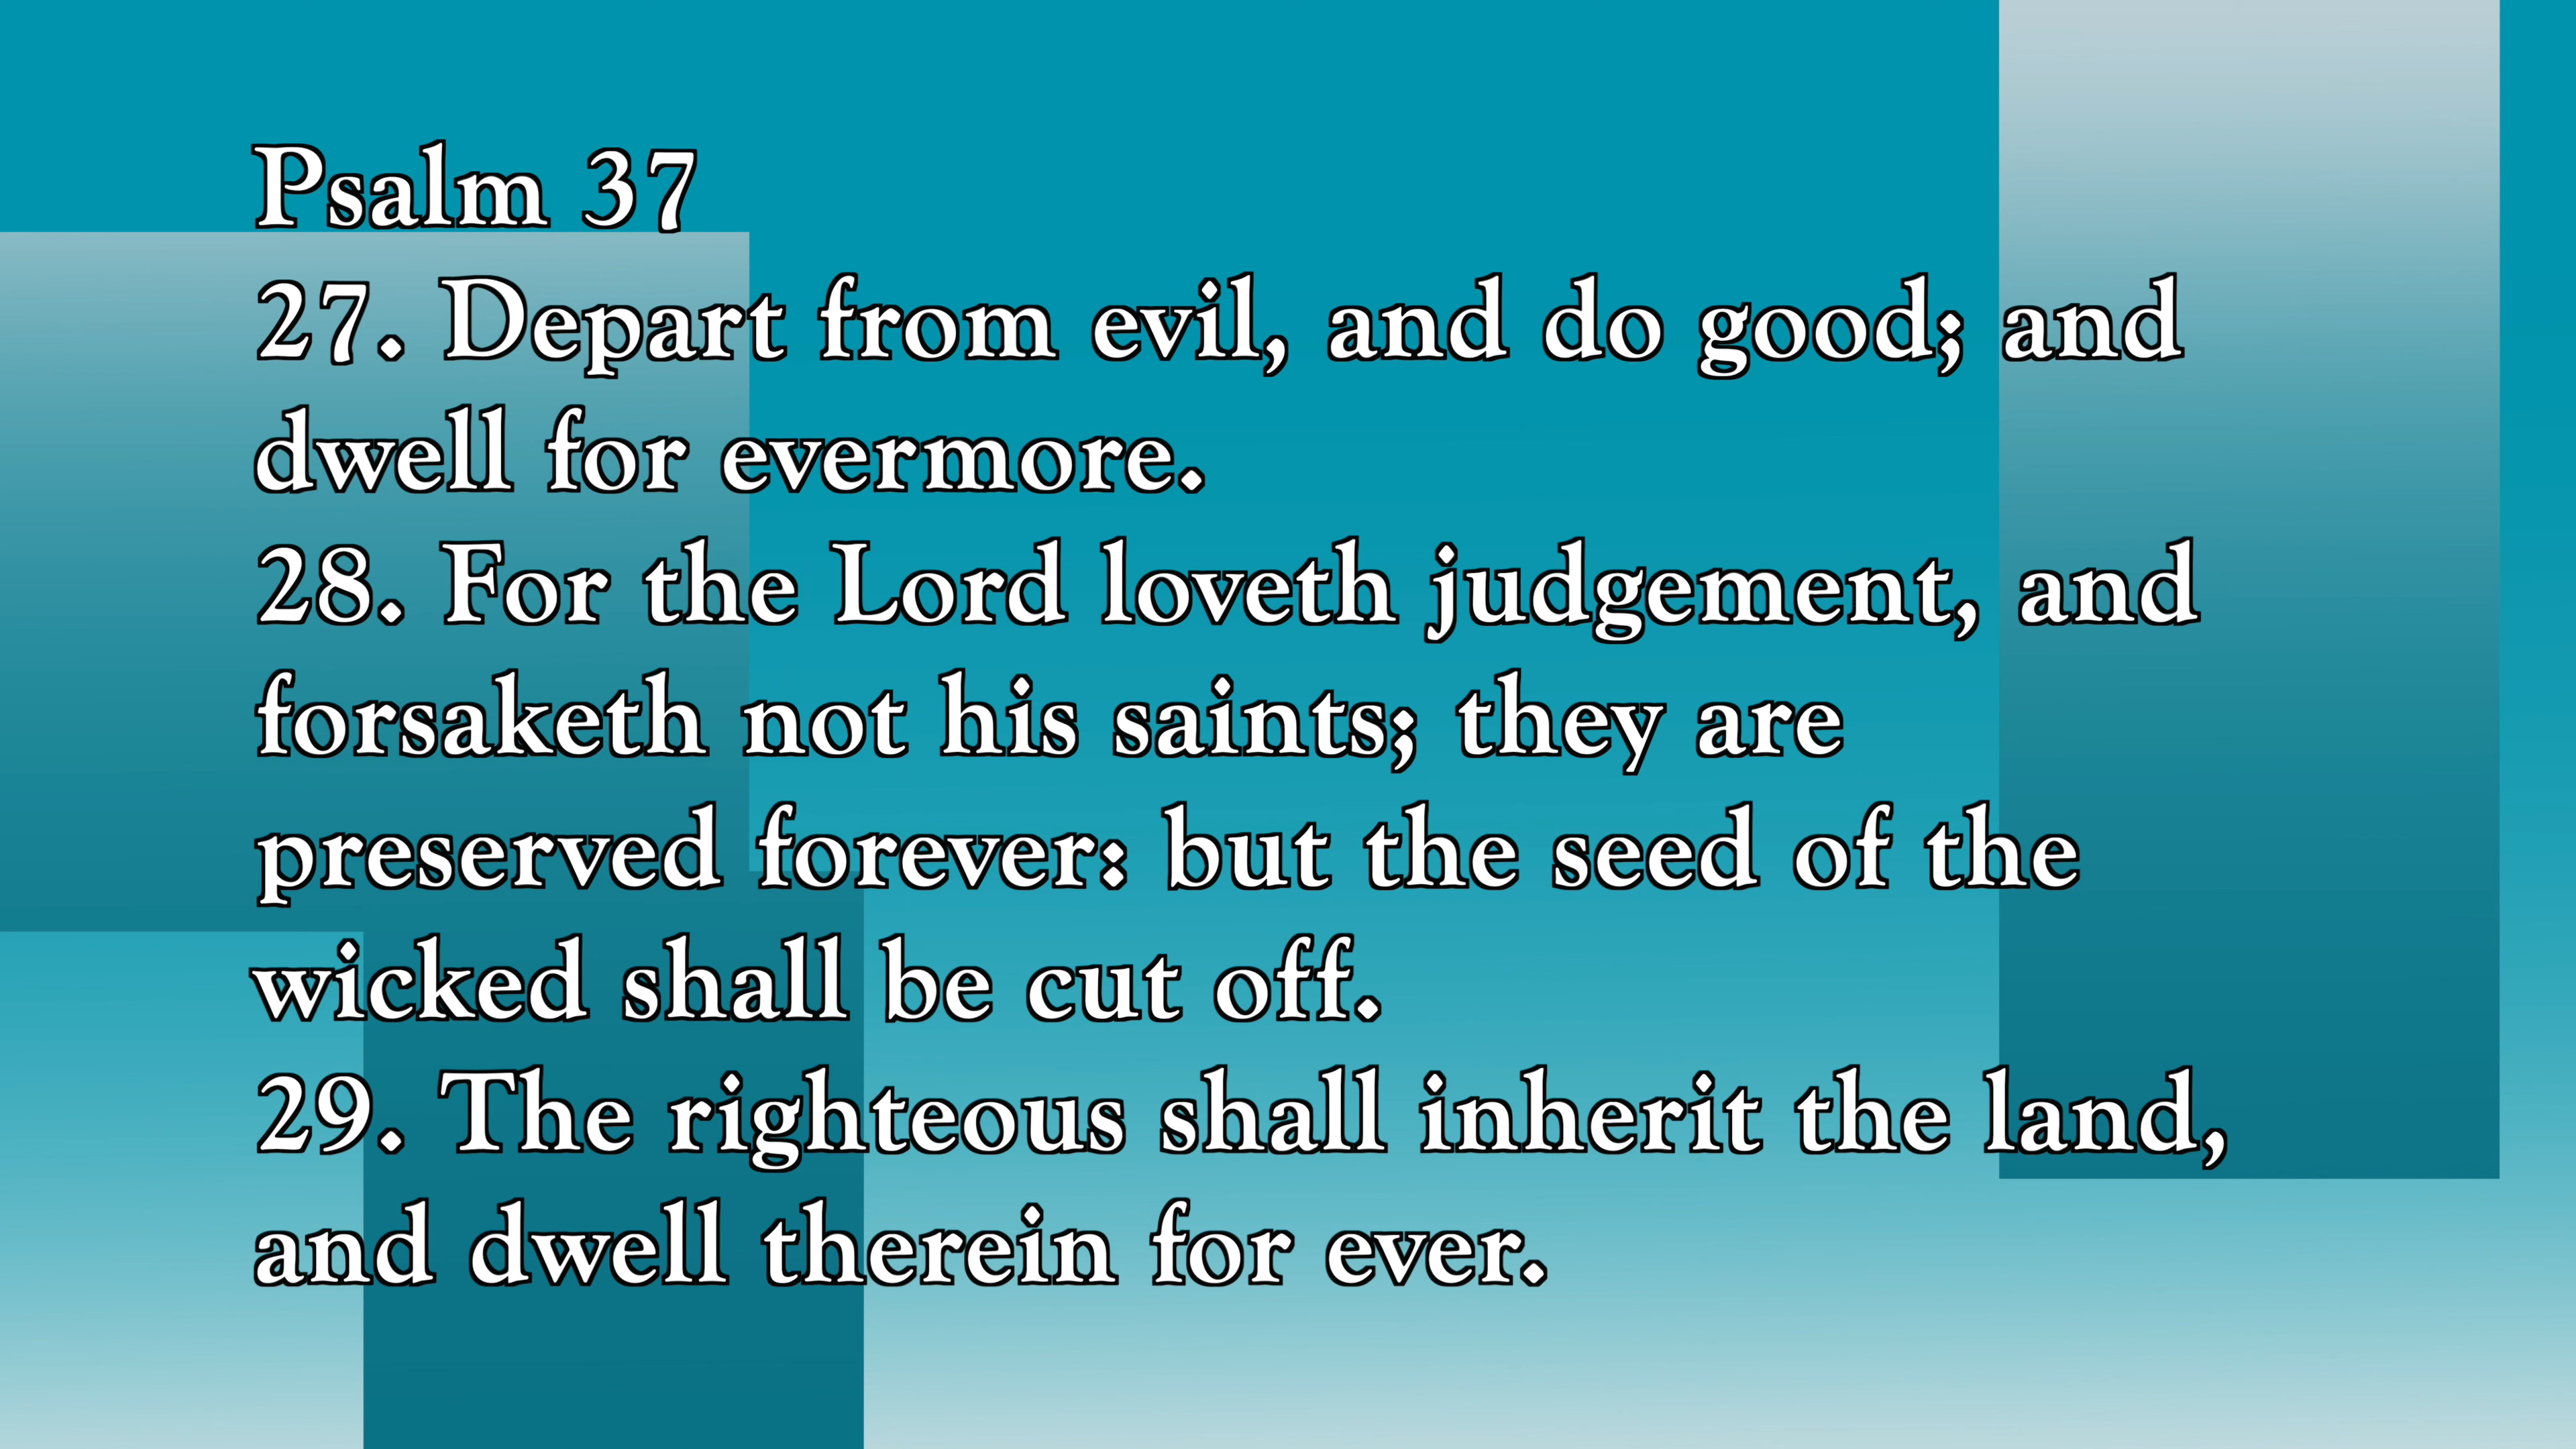 Psalm 37
27. Depart from evil, and do good; and
dwell for evermore.
28. For the Lord loveth judgement, and
forsaketh not his saints; they are
preserved forever: but the seed of the
wicked shall be cut off.
29. The righteous shall inherit the land,
and dwell therein for ever.